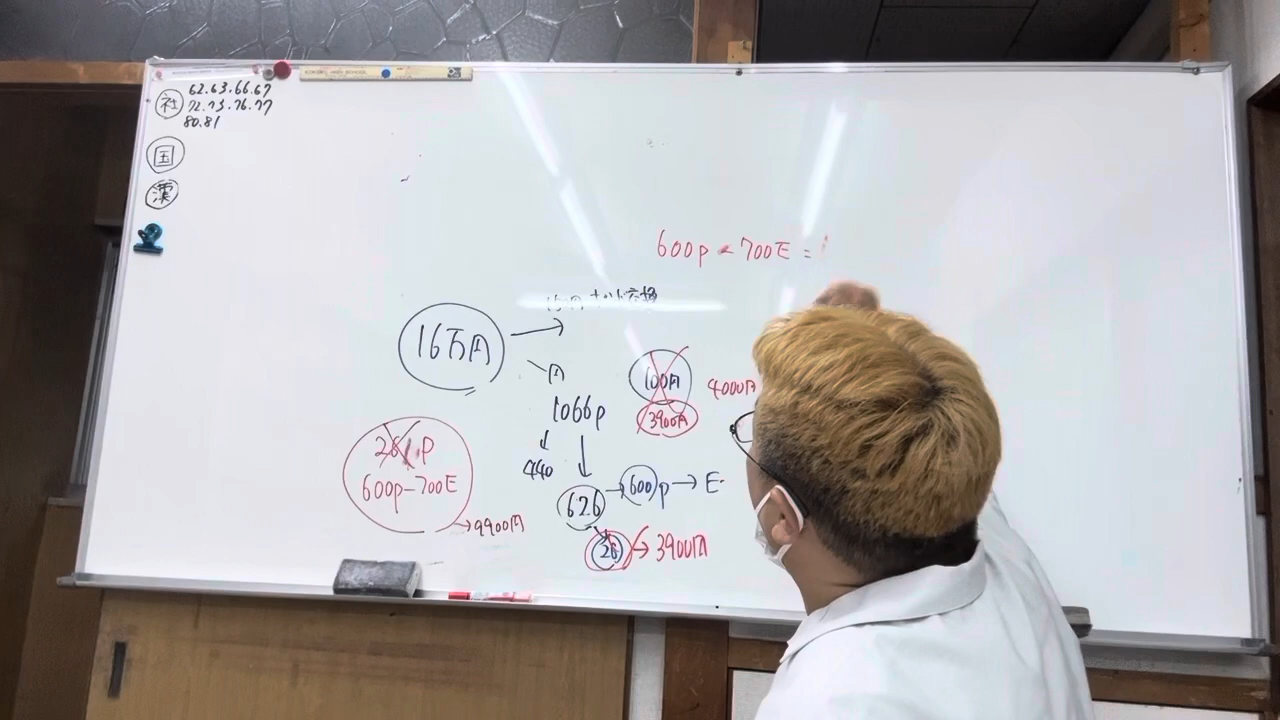 社 62.63.66.67
72.73.76.77
80.81
国
漢
600p - 700E =
16万円 →
円
100円
3900円
4000円
1066p
↓
440
↓
626 → 600p → E
26 → 3900円
26 p
600p-700E
→ 9900円